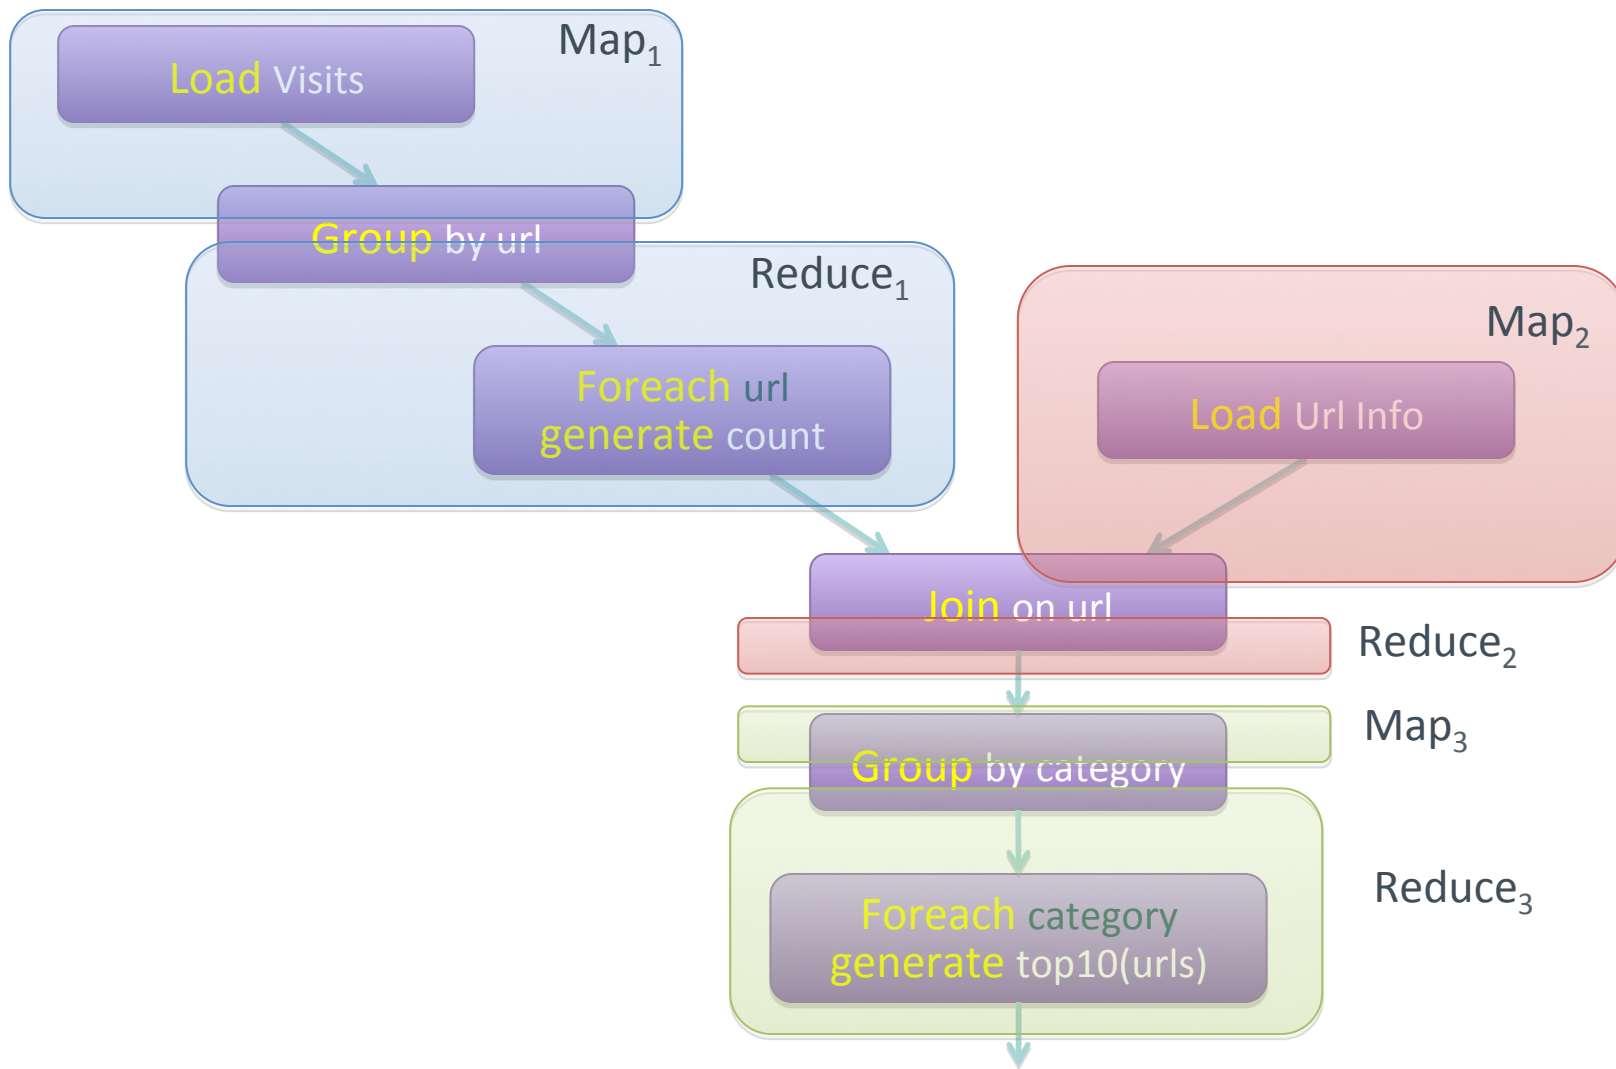 Map1
Load Visits
Group by url
Reduce1
Map2
Foreach url
generate count
Load Url Info
Join on url
Reduce2
Map3
Group by category
Reduce3
Foreach category
generate top10(urls)